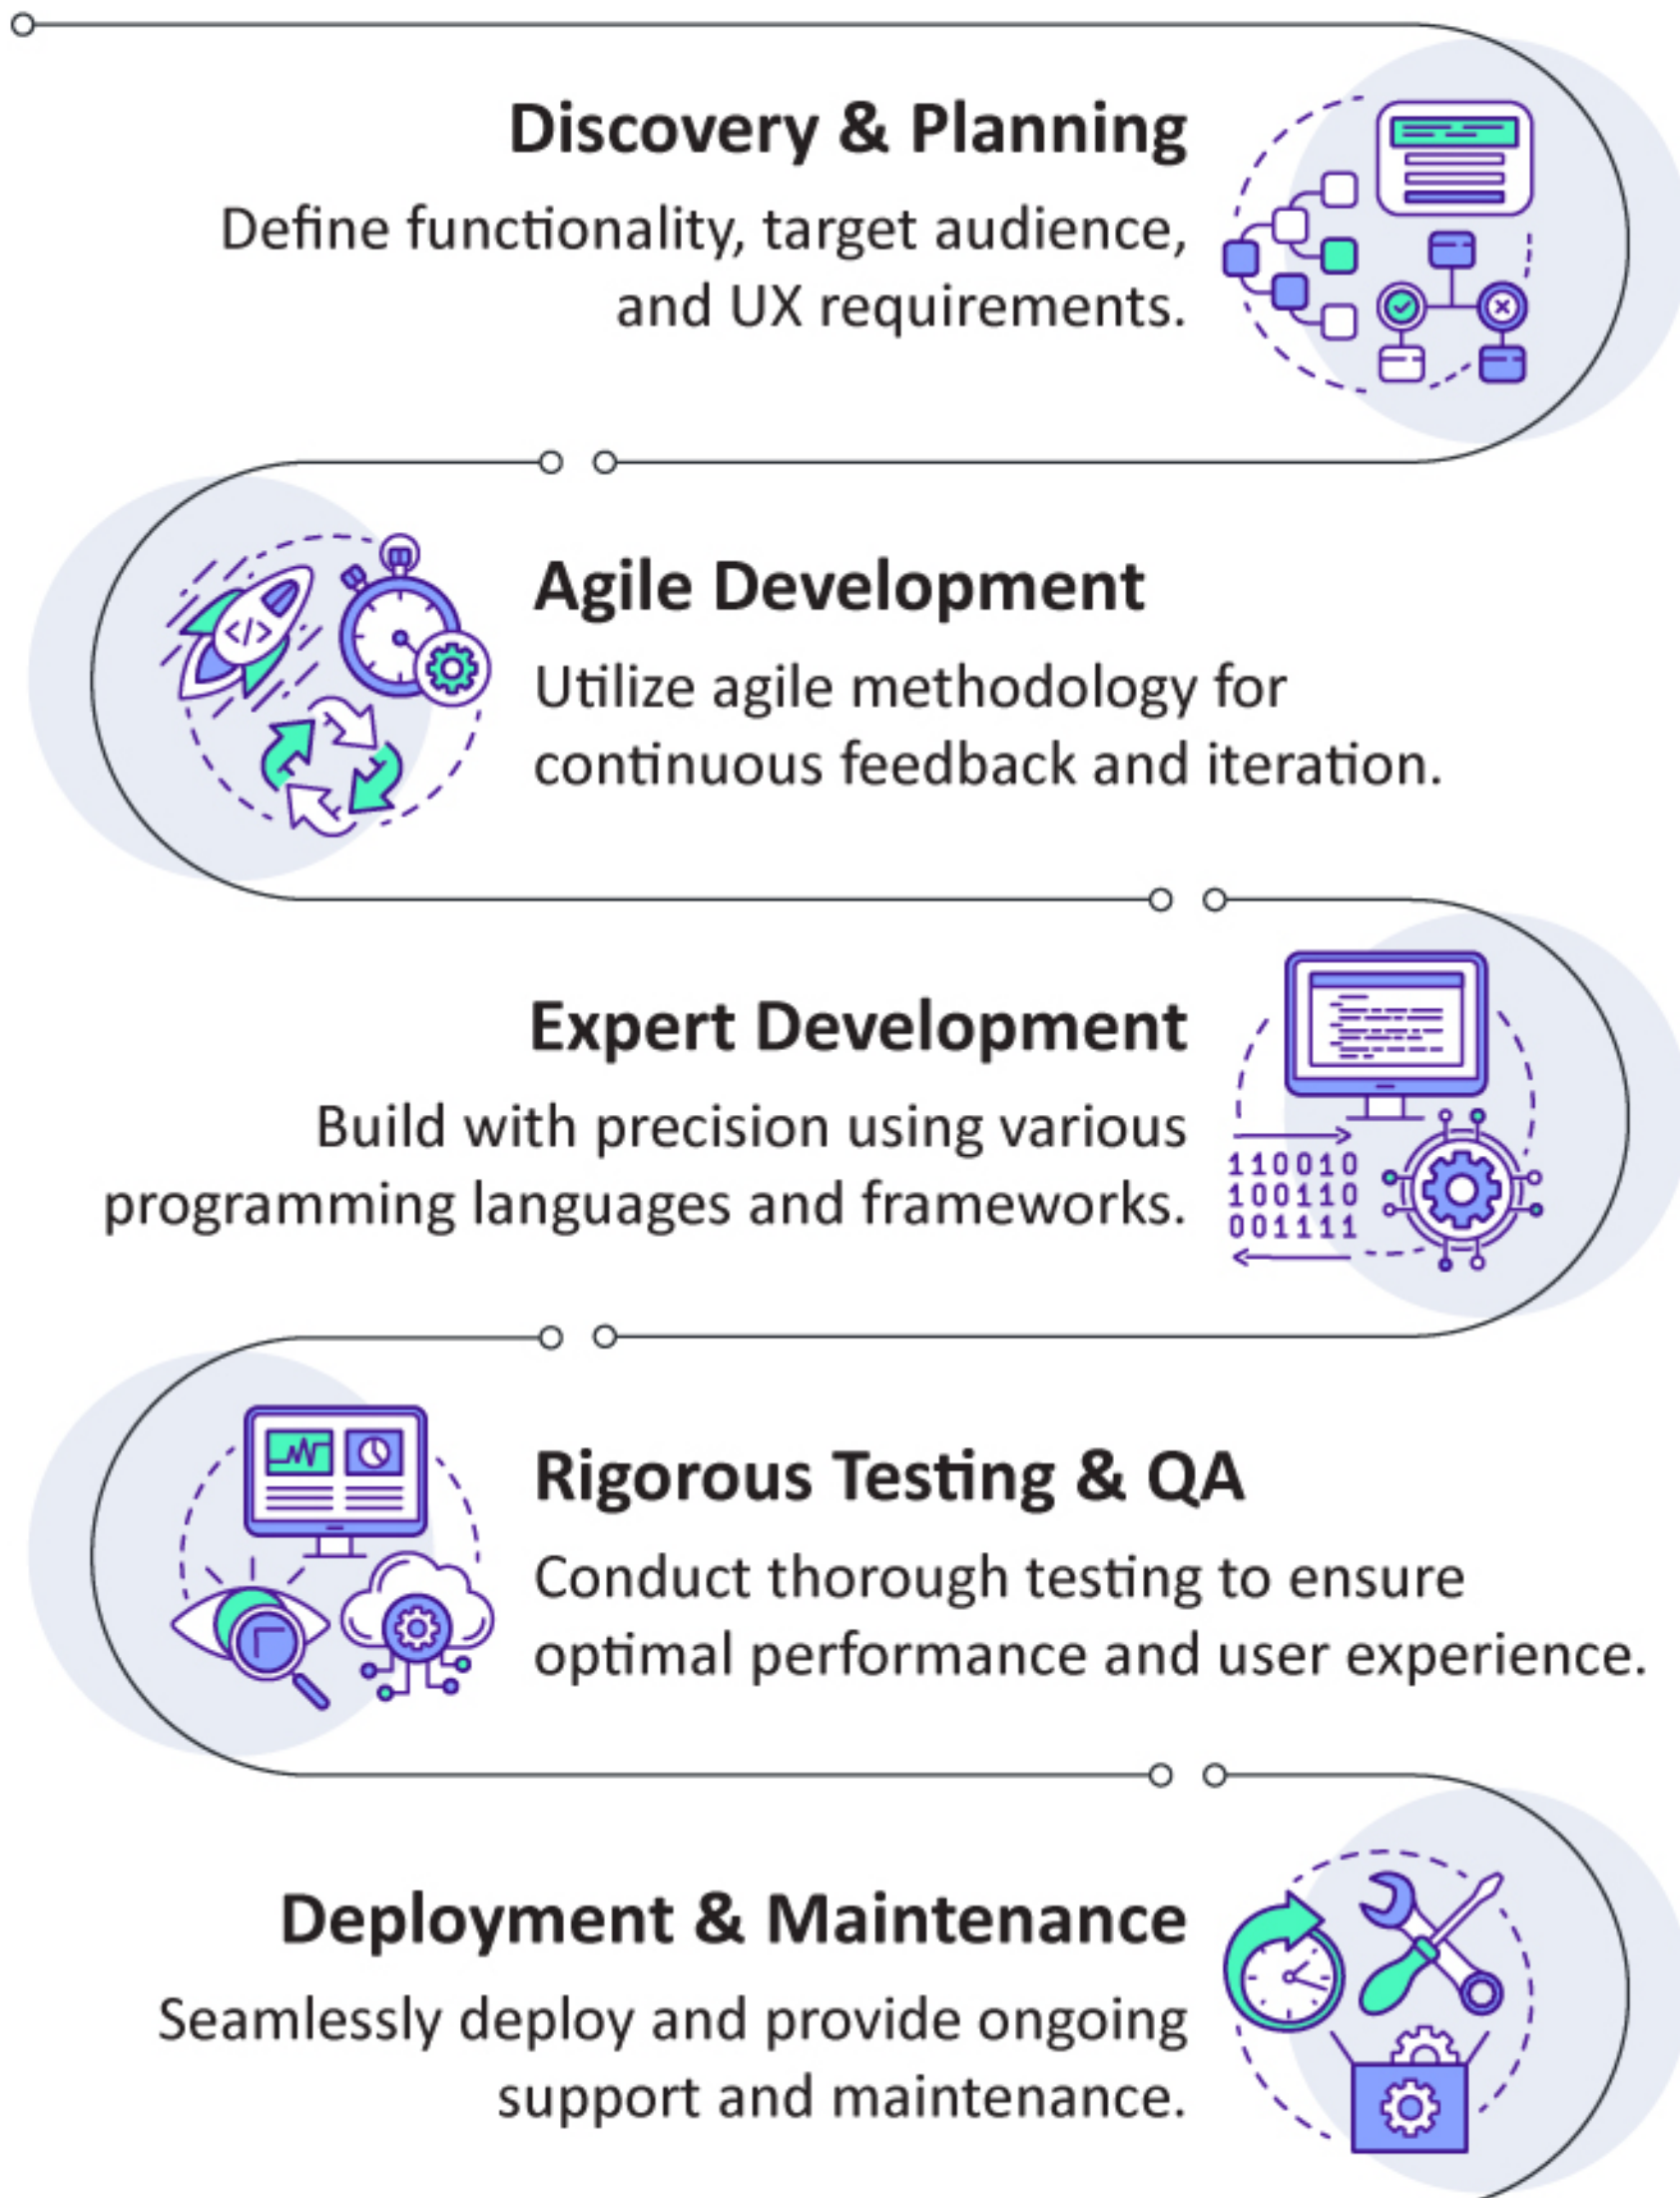 Discovery & Planning
Define functionality, target audience,
and UX requirements.
</>
Agile Development
Utilize agile methodology for
continuous feedback and iteration.
Expert Development
Build with precision using various
programming languages and frameworks.
110010
100110
001111
Rigorous Testing & QA
Conduct thorough testing to ensure
optimal performance and user experience.
Deployment & Maintenance
Seamlessly deploy and provide ongoing
support and maintenance.